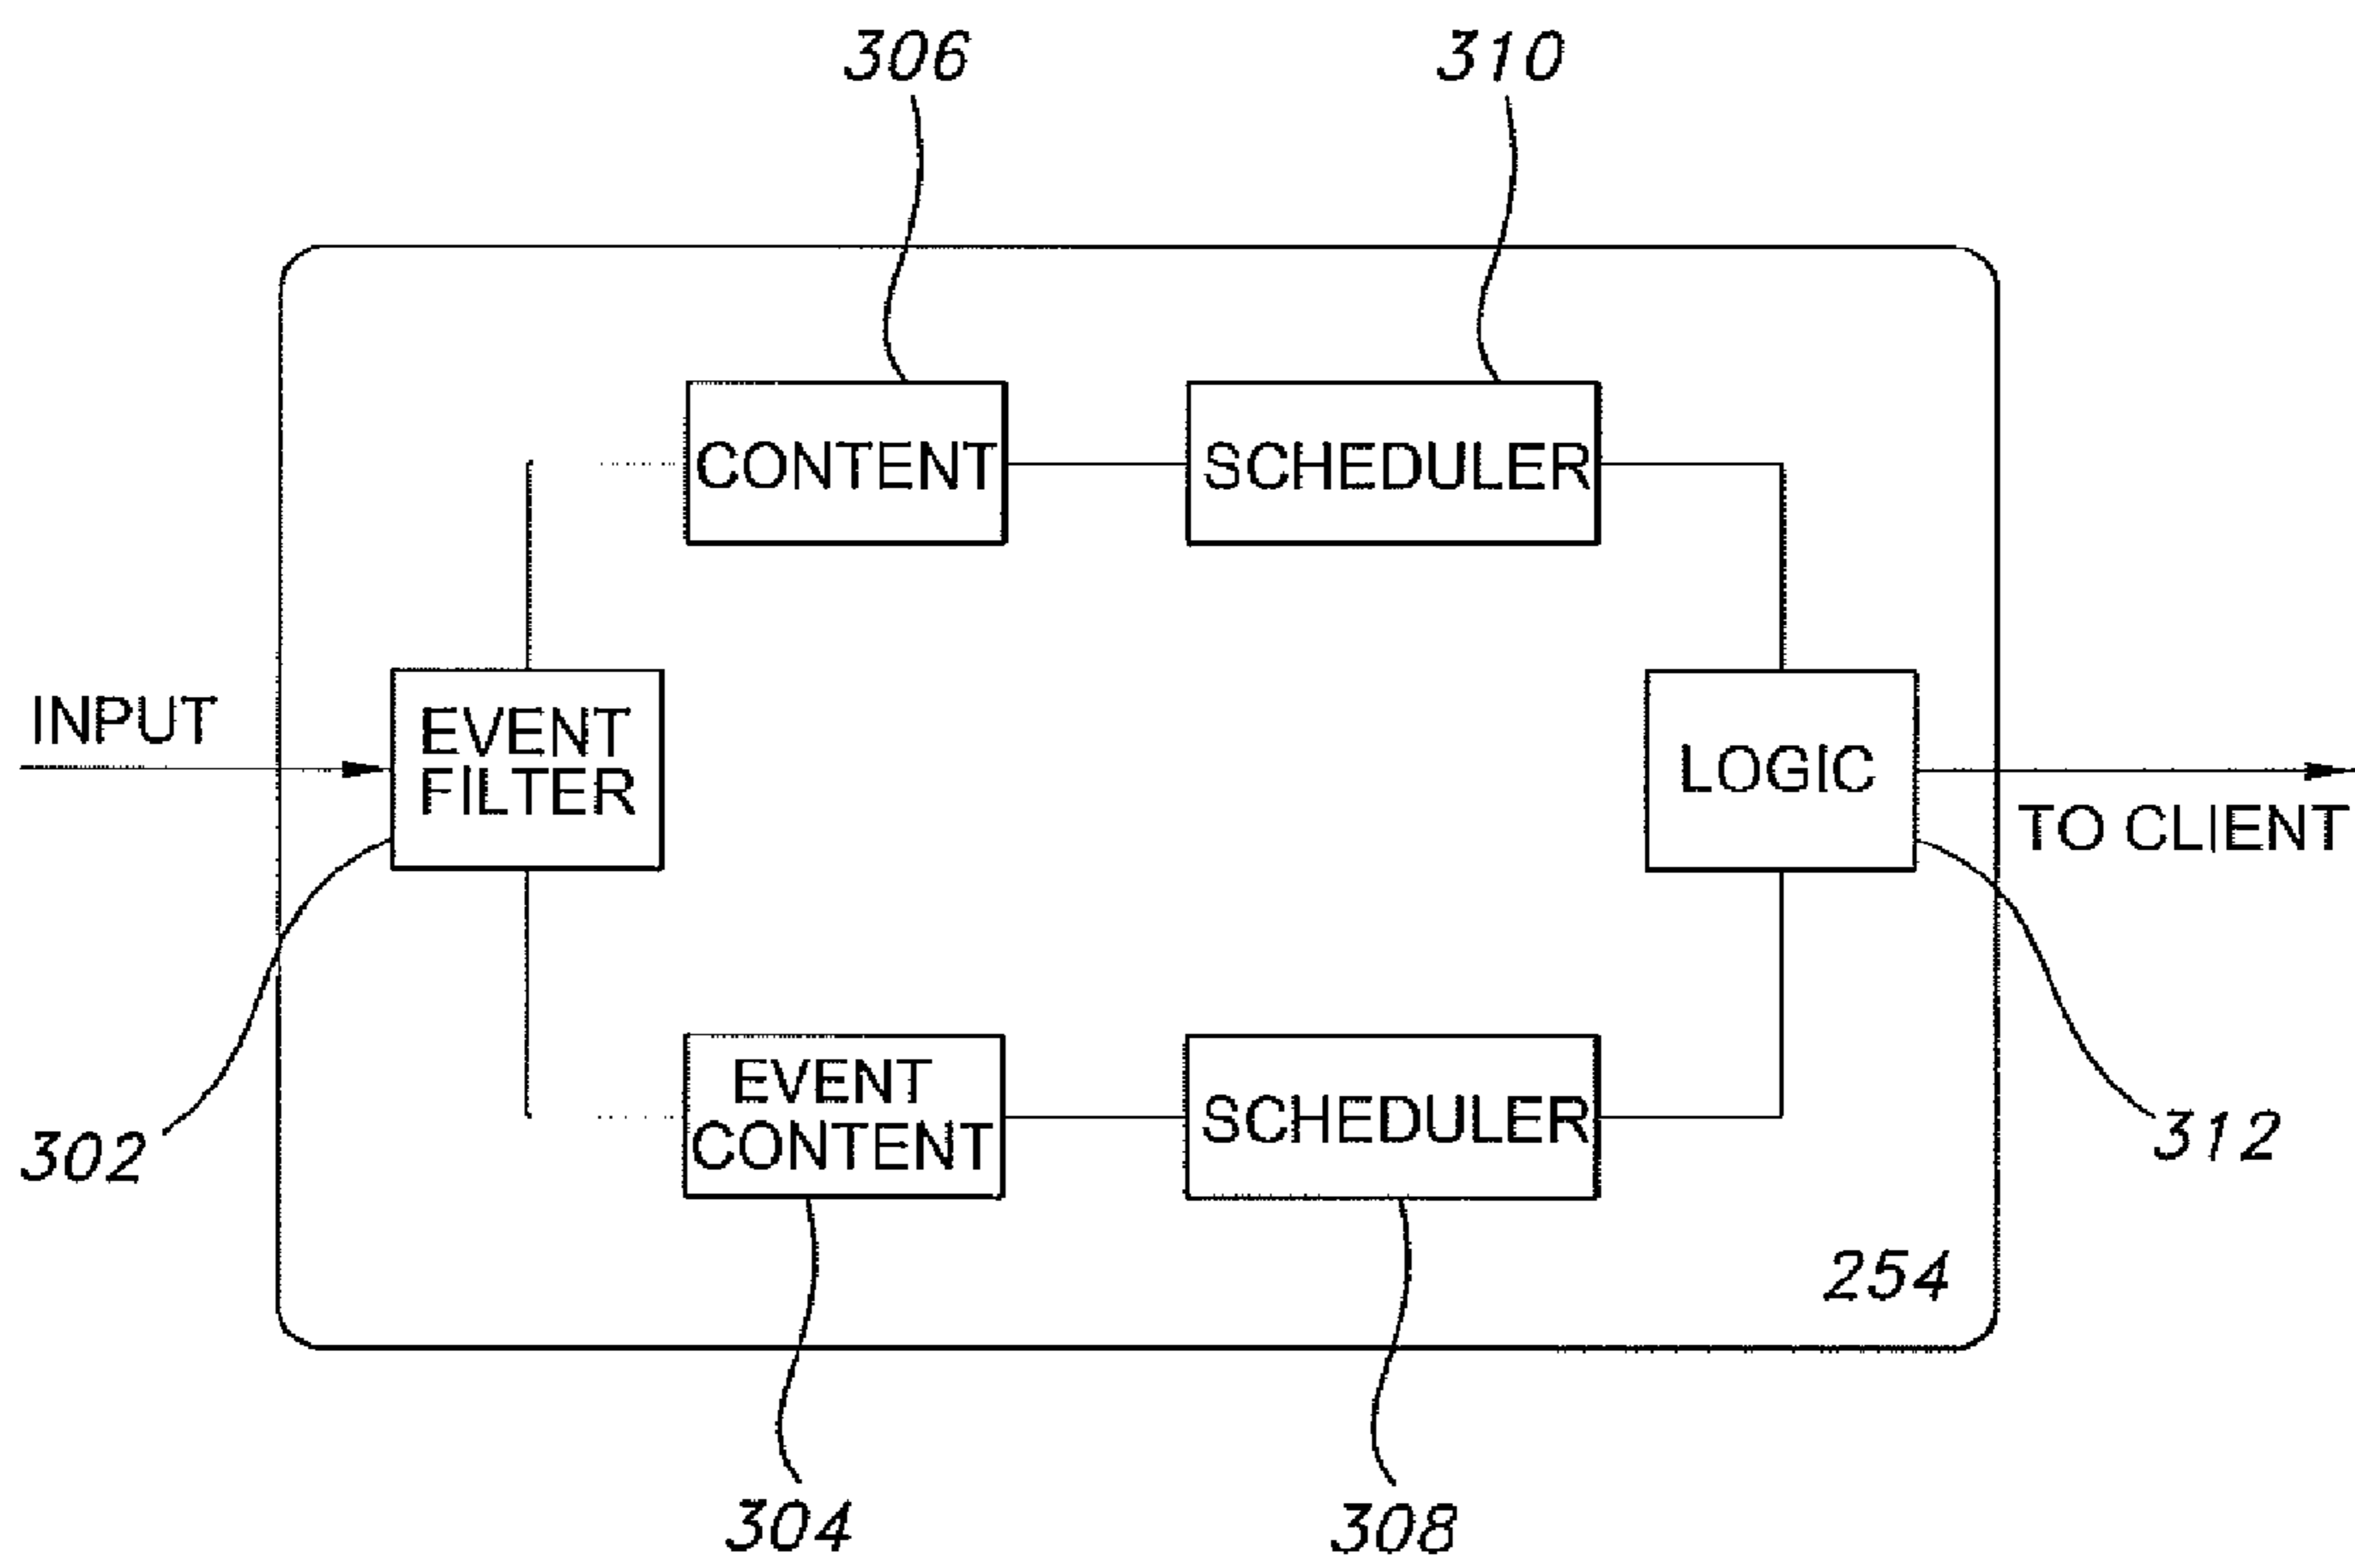 306
310
CONTENT
SCHEDULER
INPUT
EVENT
FILTER
LOGIC
TO CLIENT
302
EVENT
CONTENT
SCHEDULER
312
254
304
308